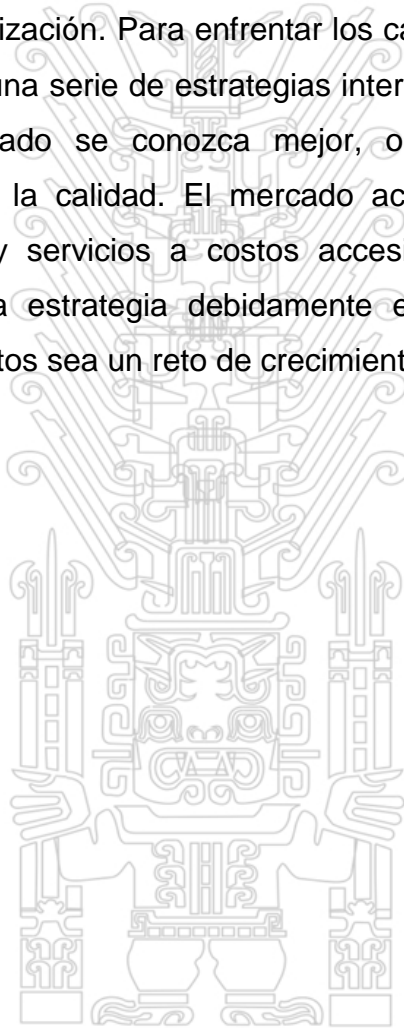 ización. Para enfrentar los ca
una serie de estrategias inter
ado se conozca mejor, o
la calidad. El mercado ac
y servicios a costos acces
a estrategia debidamente e
tos sea un reto de crecimient